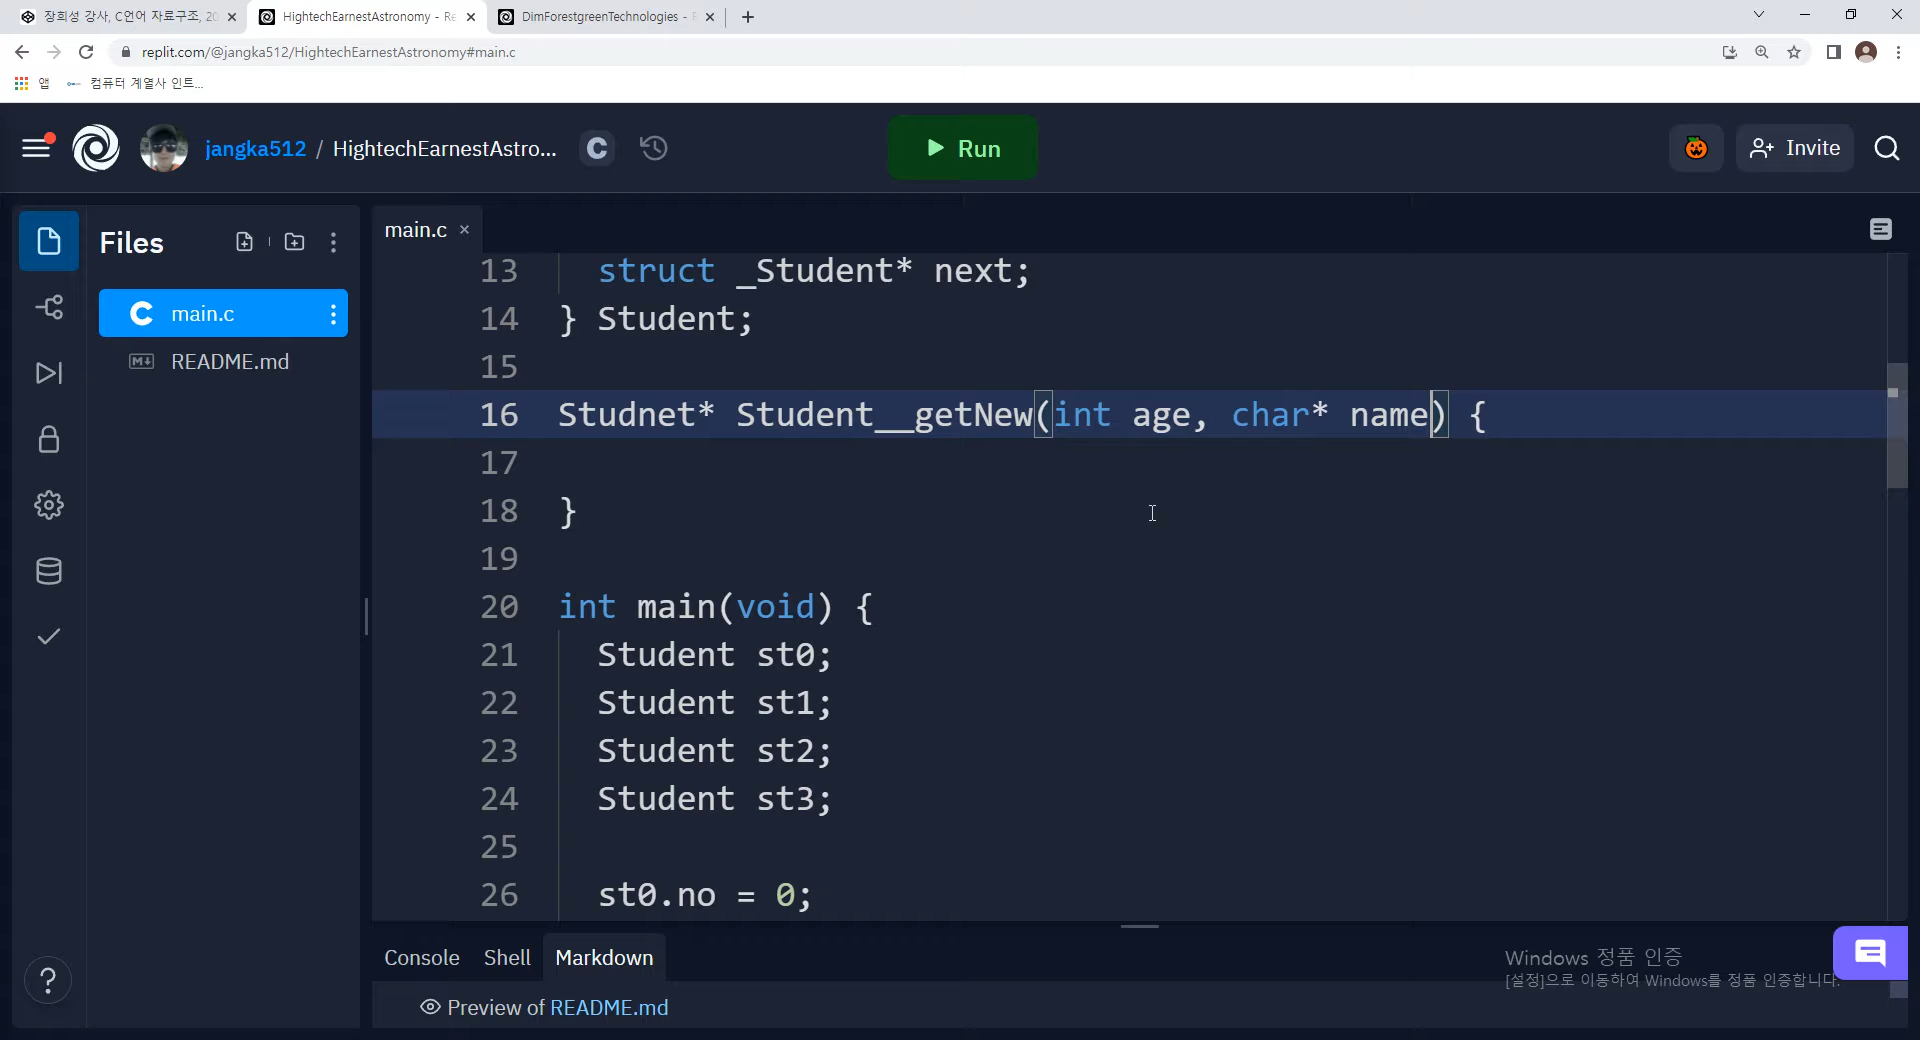 장희성 강사, C언어 자료구조, 20
HightechEarnestAstronomy - Re
DimForestgreenTechnologies - R
replit.com/@jangka512/HightechEarnestAstronomy#main.c
앱
컴퓨터 계열사 인트...
jangka512 / HightechEarnestAstro...
C
Run
Invite
Files
main.c
README.md
main.c
13 struct _Student* next;
14 } Student;
15
16 Studnet* Student__getNew(int age, char* name) {
17
18 }
19
20 int main(void) {
21 Student st0;
22 Student st1;
23 Student st2;
24 Student st3;
25
26 st0.no = 0;
Console Shell Markdown
Preview of README.md
Windows 정품 인증
[설정]으로 이동하여 Windows를 정품 인증합니다.